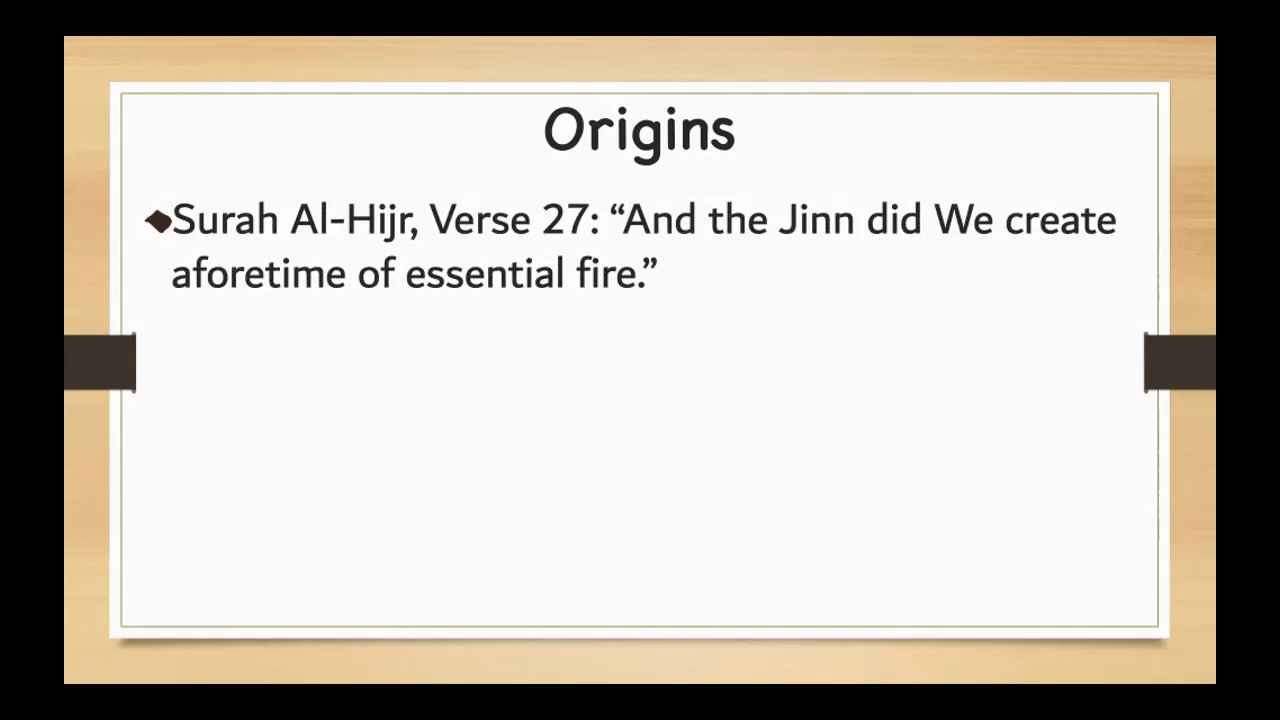 Origins
Surah Al-Hijr, Verse 27: “And the Jinn did We create
aforetime of essential fire.”